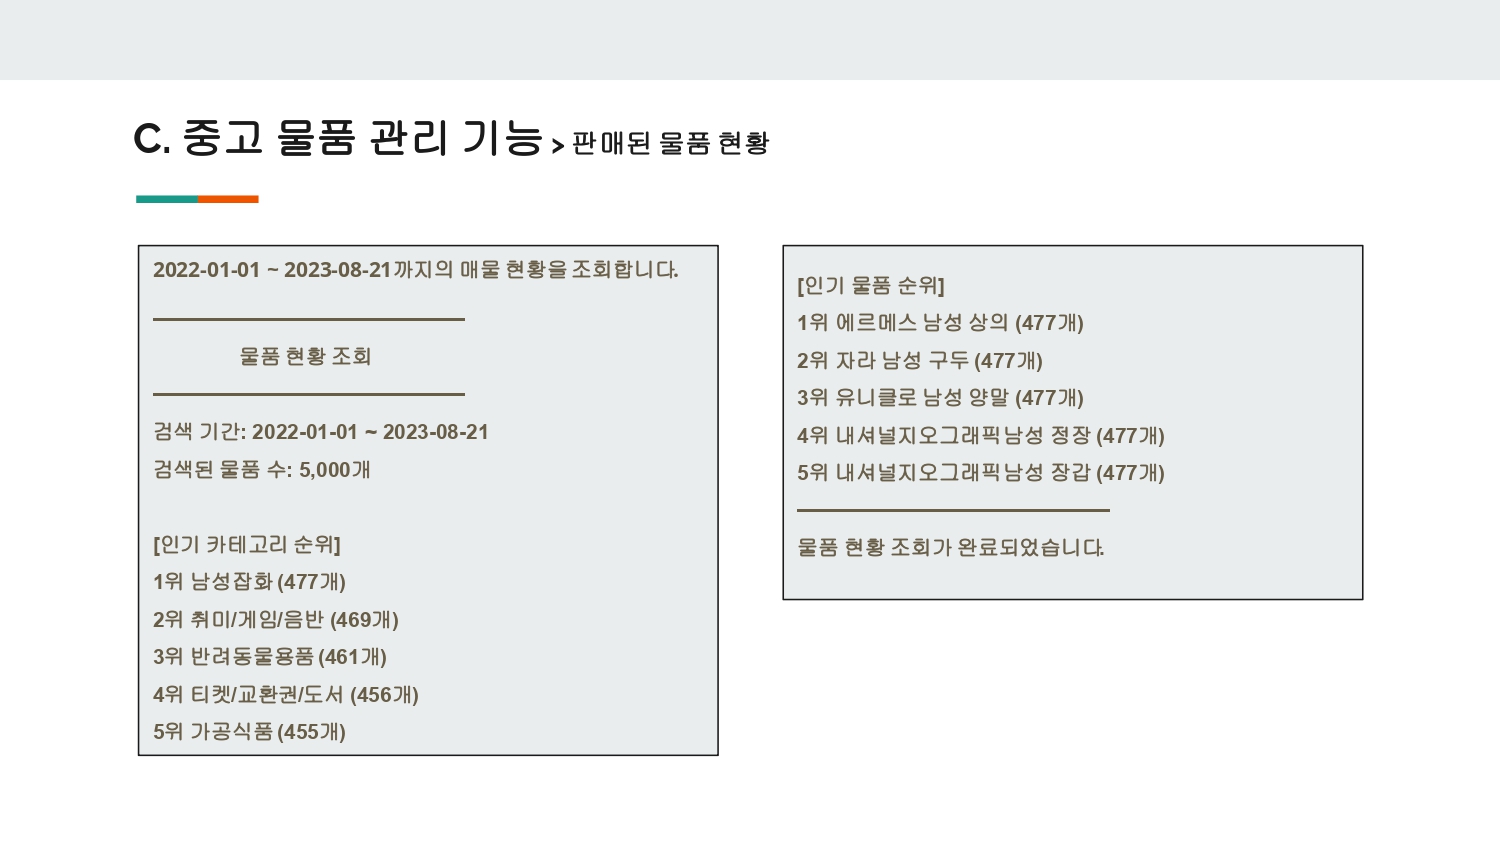 C. 중고 물품 관리 기능 > 판매된 물품 현황
2022-01-01 ~ 2023-08-21까지의 매물 현황을 조회합니다.
물품 현황 조회
검색 기간: 2022-01-01 ~ 2023-08-21
검색된 물품 수: 5,000개
[인기 카테고리 순위]
1위 남성잡화 (477개)
2위 취미/게임/음반 (469개)
3위 반려동물용품 (461개)
4위 티켓/교환권/도서 (456개)
5위 가공식품 (455개)
[인기 물품 순위]
1위 에르메스 남성 상의 (477개)
2위 자라 남성 구두 (477개)
3위 유니클로 남성 양말 (477개)
4위 내셔널지오그래픽 남성 정장 (477개)
5위 내셔널지오그래픽 남성 장갑 (477개)
물품 현황 조회가 완료되었습니다.